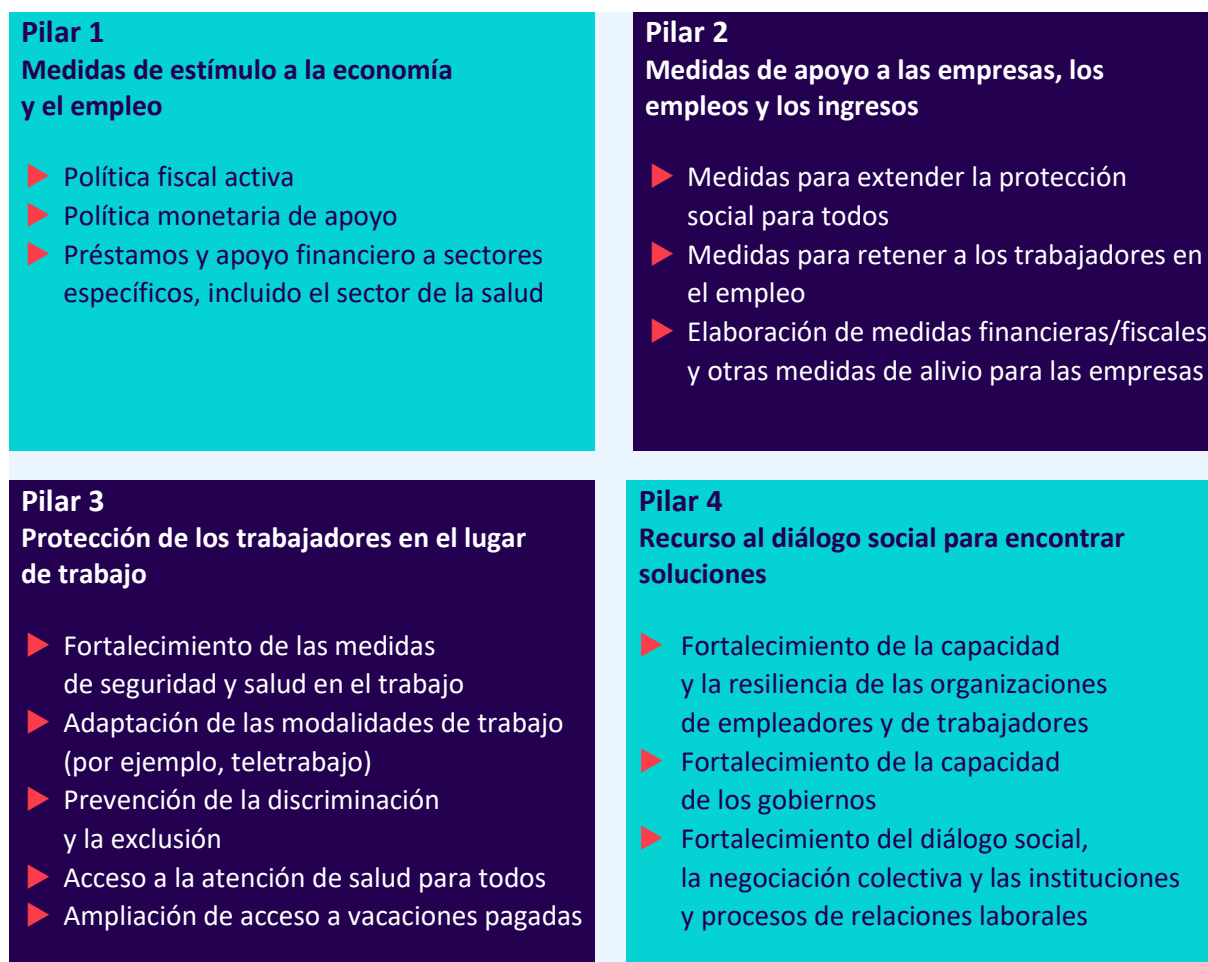 Pilar 1
Medidas de estímulo a la economía
y el empleo
Política fiscal activa
Política monetaria de apoyo
Préstamos y apoyo financiero a sectores
específicos, incluido el sector de la salud
Pilar 2
Medidas de apoyo a las empresas, los
empleos y los ingresos
Medidas para extender la protección
social para todos
Medidas para retener a los trabajadores en
el empleo
Elaboración de medidas financieras/fiscales
y otras medidas de alivio para las empresas
Pilar 3
Protección de los trabajadores en el lugar
de trabajo
Fortalecimiento de las medidas
de seguridad y salud en el trabajo
Adaptación de las modalidades de trabajo
(por ejemplo, teletrabajo)
Prevención de la discriminación
y la exclusión
Acceso a la atención de salud para todos
Ampliación de acceso a vacaciones pagadas
Pilar 4
Recurso al diálogo social para encontrar
soluciones
Fortalecimiento de la capacidad
y la resiliencia de las organizaciones
de empleadores y de trabajadores
Fortalecimiento de la capacidad
de los gobiernos
Fortalecimiento del diálogo social,
la negociación colectiva y las instituciones
y procesos de relaciones laborales